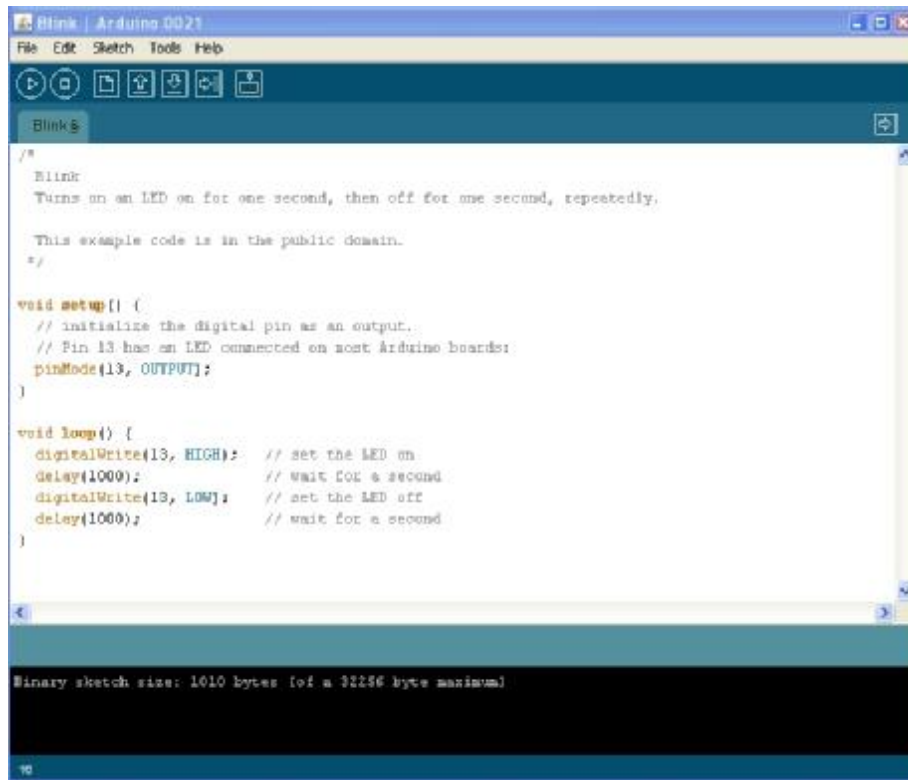 Blink | Arduino 0021
File Edit Sketch Tools Help
Blink §
/*
Blink
Turns on an LED on for one second, then off for one second, repeatedly.
This example code is in the public domain.
*/
void setup() {
// initialize the digital pin as an output.
// Pin 13 has an LED connected on most Arduino boards:
pinMode(13, OUTPUT);
}
void loop() {
digitalWrite(13, HIGH); // set the LED on
delay(1000); // wait for a second
digitalWrite(13, LOW); // set the LED off
delay(1000); // wait for a second
}
Binary sketch size: 1010 bytes (of a 32256 byte maximum)